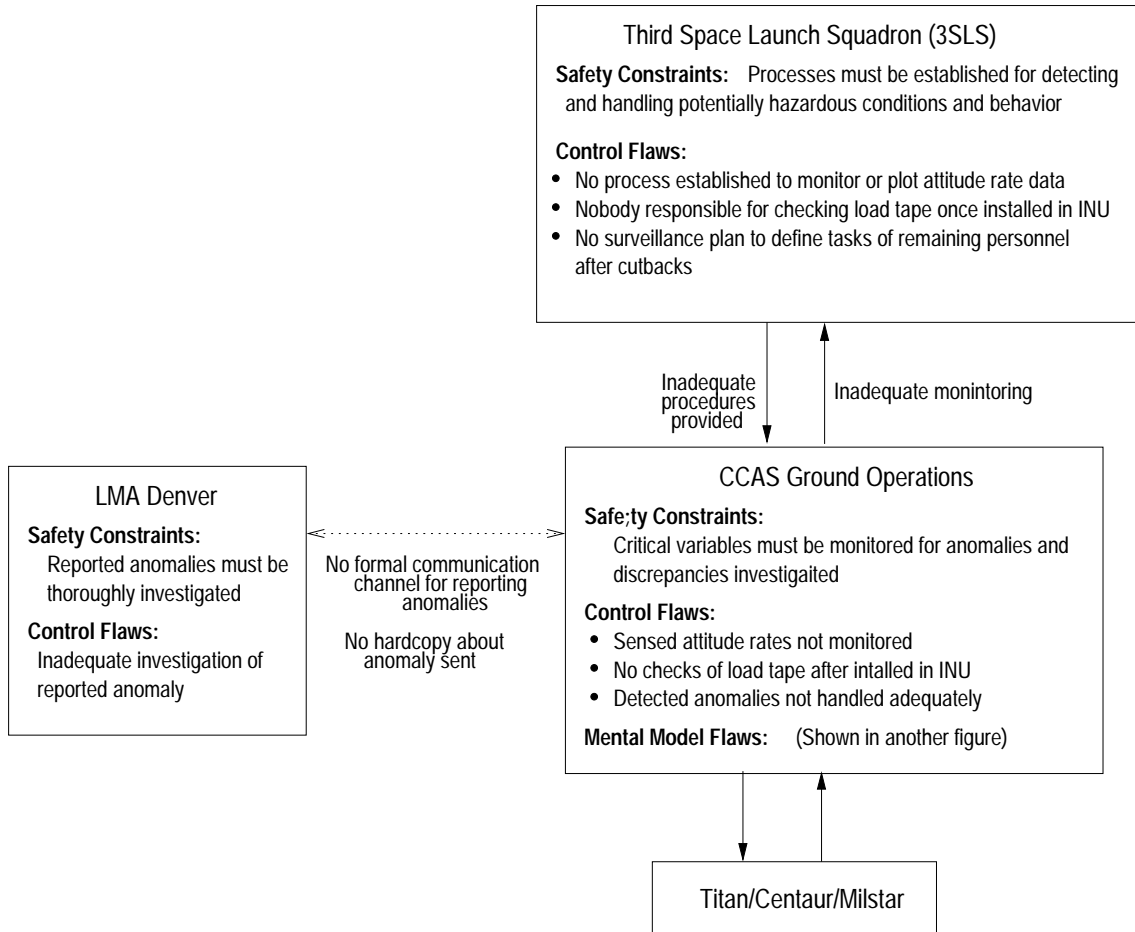 Third Space Launch Squadron (3SLS)
Safety Constraints: Processes must be established for detecting
and handling potentially hazardous conditions and behavior
Control Flaws:
• No process established to monitor or plot attitude rate data
• Nobody responsible for checking load tape once installed in INU
• No surveillance plan to define tasks of remaining personnel
after cutbacks
Inadequate
procedures
provided
Inadequate monintoring
LMA Denver
Safety Constraints:
Reported anomalies must be
thoroughly investigated
Control Flaws:
Inadequate investigation of
reported anomaly
No formal communication
channel for reporting
anomalies
No hardcopy about
anomaly sent
CCAS Ground Operations
Safe;ty Constraints:
Critical variables must be monitored for anomalies and
discrepancies investigaited
Control Flaws:
• Sensed attitude rates not monitored
• No checks of load tape after intalled in INU
• Detected anomalies not handled adequately
Mental Model Flaws: (Shown in another figure)
Titan/Centaur/Milstar